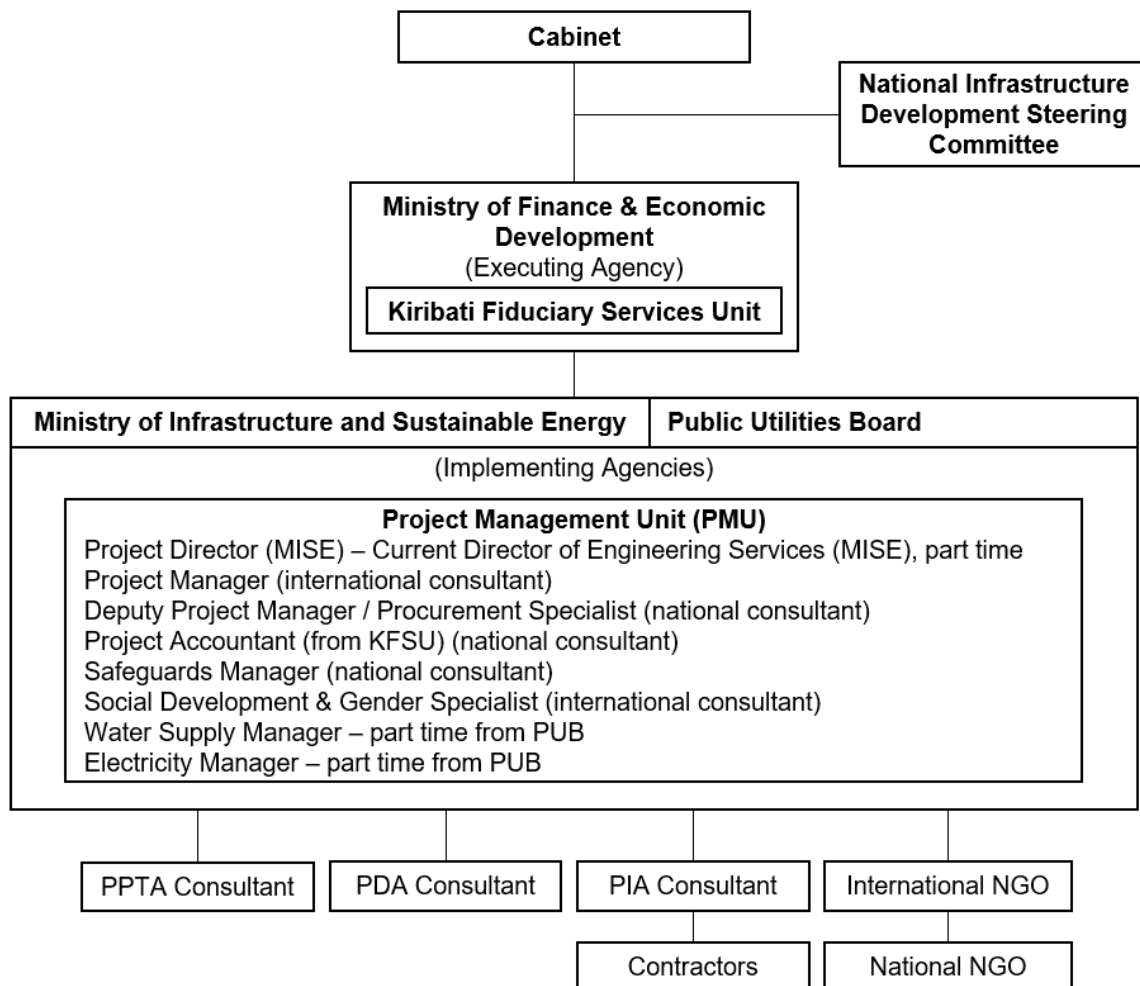 Cabinet
National Infrastructure
Development Steering
Committee
Ministry of Finance & Economic
Development
(Executing Agency)
Kiribati Fiduciary Services Unit
Ministry of Infrastructure and Sustainable Energy
Public Utilities Board
(Implementing Agencies)
Project Management Unit (PMU)
Project Director (MISE) – Current Director of Engineering Services (MISE), part time
Project Manager (international consultant)
Deputy Project Manager / Procurement Specialist (national consultant)
Project Accountant (from KFSU) (national consultant)
Safeguards Manager (national consultant)
Social Development & Gender Specialist (international consultant)
Water Supply Manager – part time from PUB
Electricity Manager – part time from PUB
PPTA Consultant
PDA Consultant
PIA Consultant
International NGO
Contractors
National NGO